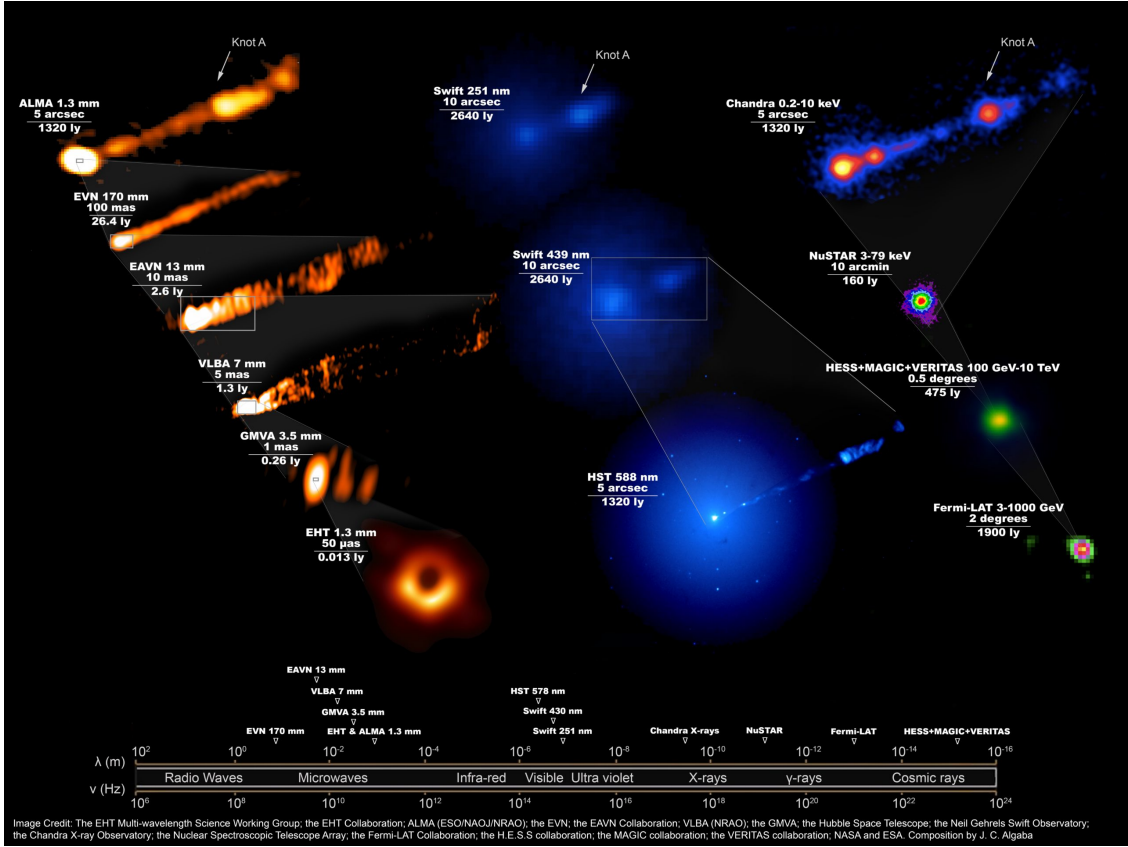 Knot A
ALMA 1.3 mm
5 arcsec
1320 ly
EVN 170 mm
100 mas
26.4 ly
EAVN 13 mm
10 mas
2.6 ly
VLBA 7 mm
5 mas
1.3 ly
GMVA 3.5 mm
1 mas
0.26 ly
EHT 1.3 mm
50 µas
0.013 ly
Knot A
Swift 251 nm
10 arcsec
2640 ly
Swift 439 nm
10 arcsec
2640 ly
HST 588 nm
5 arcsec
1320 ly
Knot A
Chandra 0.2-10 keV
5 arcsec
1320 ly
NuSTAR 3-79 keV
10 arcmin
160 ly
HESS+MAGIC+VERITAS 100 GeV-10 TeV
0.5 degrees
475 ly
Fermi-LAT 3-1000 GeV
2 degrees
1900 ly
EAVN 13 mm
VLBA 7 mm HST 578 nm
GMVA 3.5 mm Swift 430 nm
EVN 170 mm EHT & ALMA 1.3 mm Swift 251 nm Chandra X-rays NuSTAR Fermi-LAT HESS+MAGIC+VERITAS
10² 10⁰ 10⁻² 10⁻⁴ 10⁻⁶ 10⁻⁸ 10⁻¹⁰ 10⁻¹² 10⁻¹⁴ 10⁻¹⁶
λ (m)
Radio Waves Microwaves Infra-red Visible Ultra violet X-rays γ-rays Cosmic rays
ν (Hz)
10⁶ 10⁸ 10¹⁰ 10¹² 10¹⁴ 10¹⁶ 10¹⁸ 10²⁰ 10²² 10²⁴
Image Credit: The EHT Multi-wavelength Science Working Group; the EHT Collaboration; ALMA (ESO/NAOJ/NRAO); the EVN; the EAVN Collaboration; VLBA (NRAO); the GMVA; the Hubble Space Telescope; the Neil Gehrels Swift Observatory;
the Chandra X-ray Observatory; the Nuclear Spectroscopic Telescope Array; the Fermi-LAT Collaboration; the H.E.S.S collaboration; the MAGIC collaboration; the VERITAS collaboration; NASA and ESA. Composition by J. C. Algaba